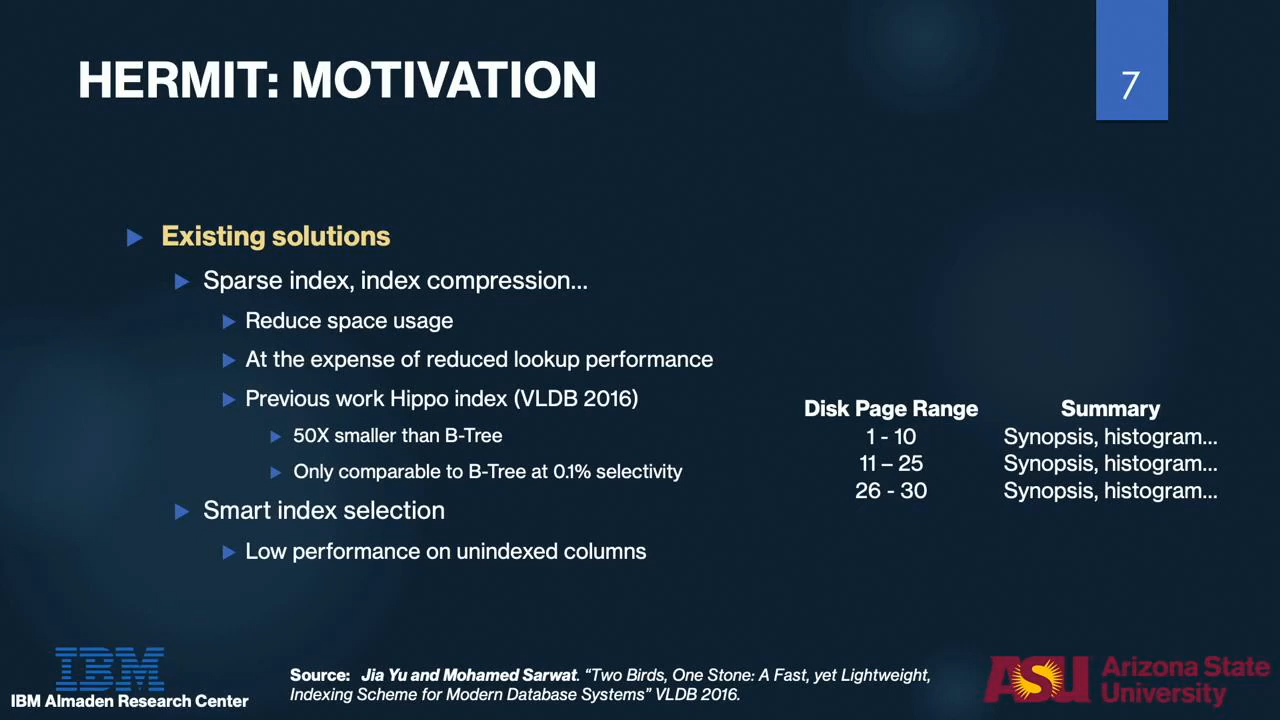 HERMIT: MOTIVATION
7
Existing solutions
Sparse index, index compression...
Reduce space usage
At the expense of reduced lookup performance
Previous work Hippo index (VLDB 2016)
50X smaller than B-Tree
Only comparable to B-Tree at 0.1% selectivity
Smart index selection
Low performance on unindexed columns
Disk Page Range Summary
1 - 10 Synopsis, histogram...
11 – 25 Synopsis, histogram...
26 - 30 Synopsis, histogram...
IBM
IBM Almaden Research Center
Source: Jia Yu and Mohamed Sarwat. “Two Birds, One Stone: A Fast, yet Lightweight,
Indexing Scheme for Modern Database Systems” VLDB 2016.
ASU Arizona State
University